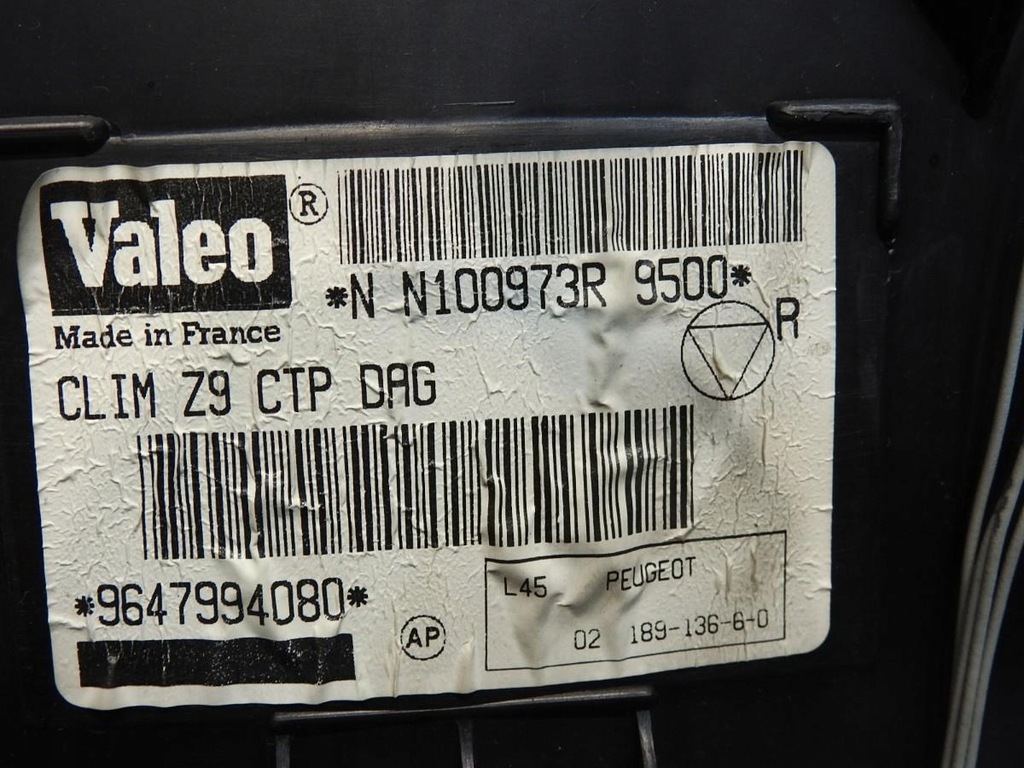 Valeo ®
*N N100973R 9500*
Made in France
R
CLIM Z9 CTP DAG
*9647994080*
AP
L45 PEUGEOT
02 189-136-6-0